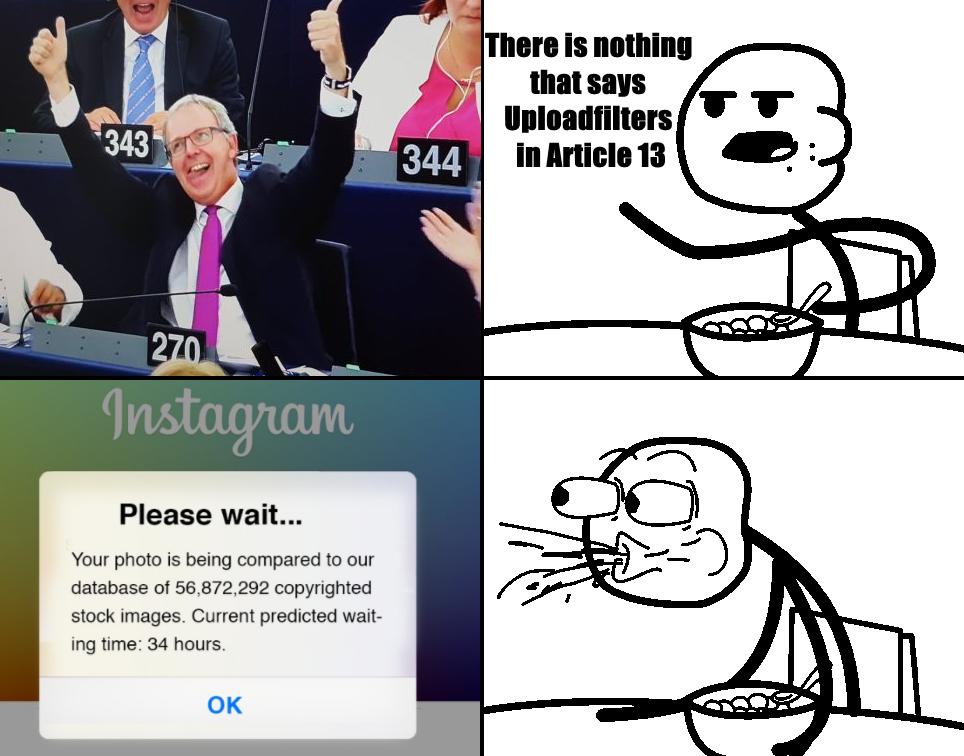 343
344
270
There is nothing
that says
Uploadfilters
in Article 13
Instagram
Please wait...
Your photo is being compared to our
database of 56,872,292 copyrighted
stock images. Current predicted wait-
ing time: 34 hours.
OK